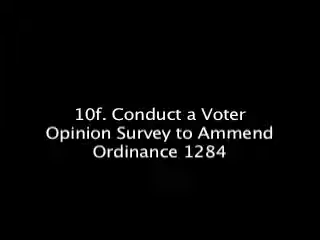 10f. Conduct a Voter
Opinion Survey to Ammend
Ordinance 1284